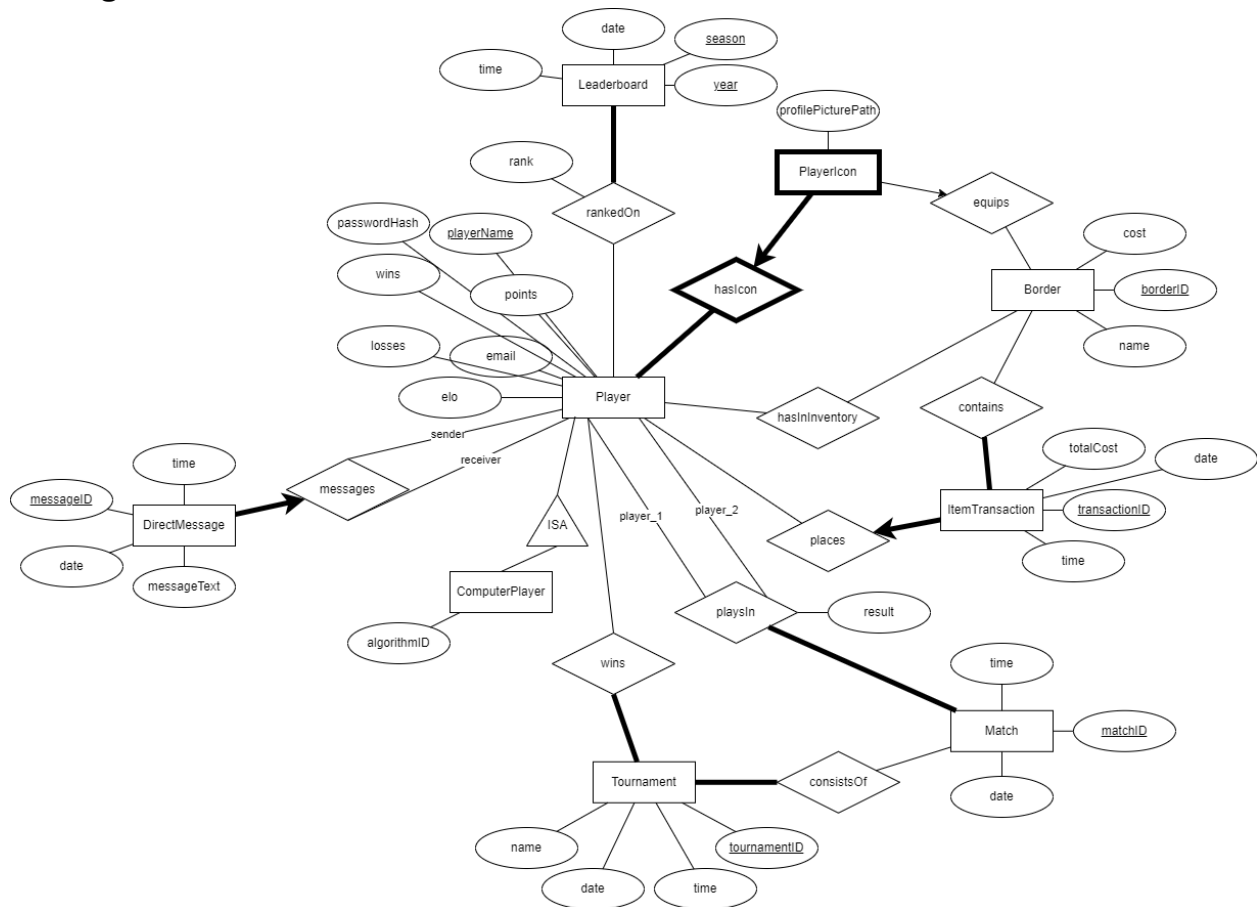 date
season
time
Leaderboard
year
profilePicturePath
rank
PlayerIcon
equips
rankedOn
passwordHash
playerName
cost
wins
points
hasIcon
Border
borderID
losses
email
name
elo
Player
hasInInventory
contains
sender
receiver
time
totalCost
date
messageID
messages
DirectMessage
ISA
player_1
player_2
ItemTransaction
transactionID
places
date
messageText
time
ComputerPlayer
playsIn
result
algorithmID
wins
time
Match
matchID
Tournament
consistsOf
date
name
tournamentID
date
time